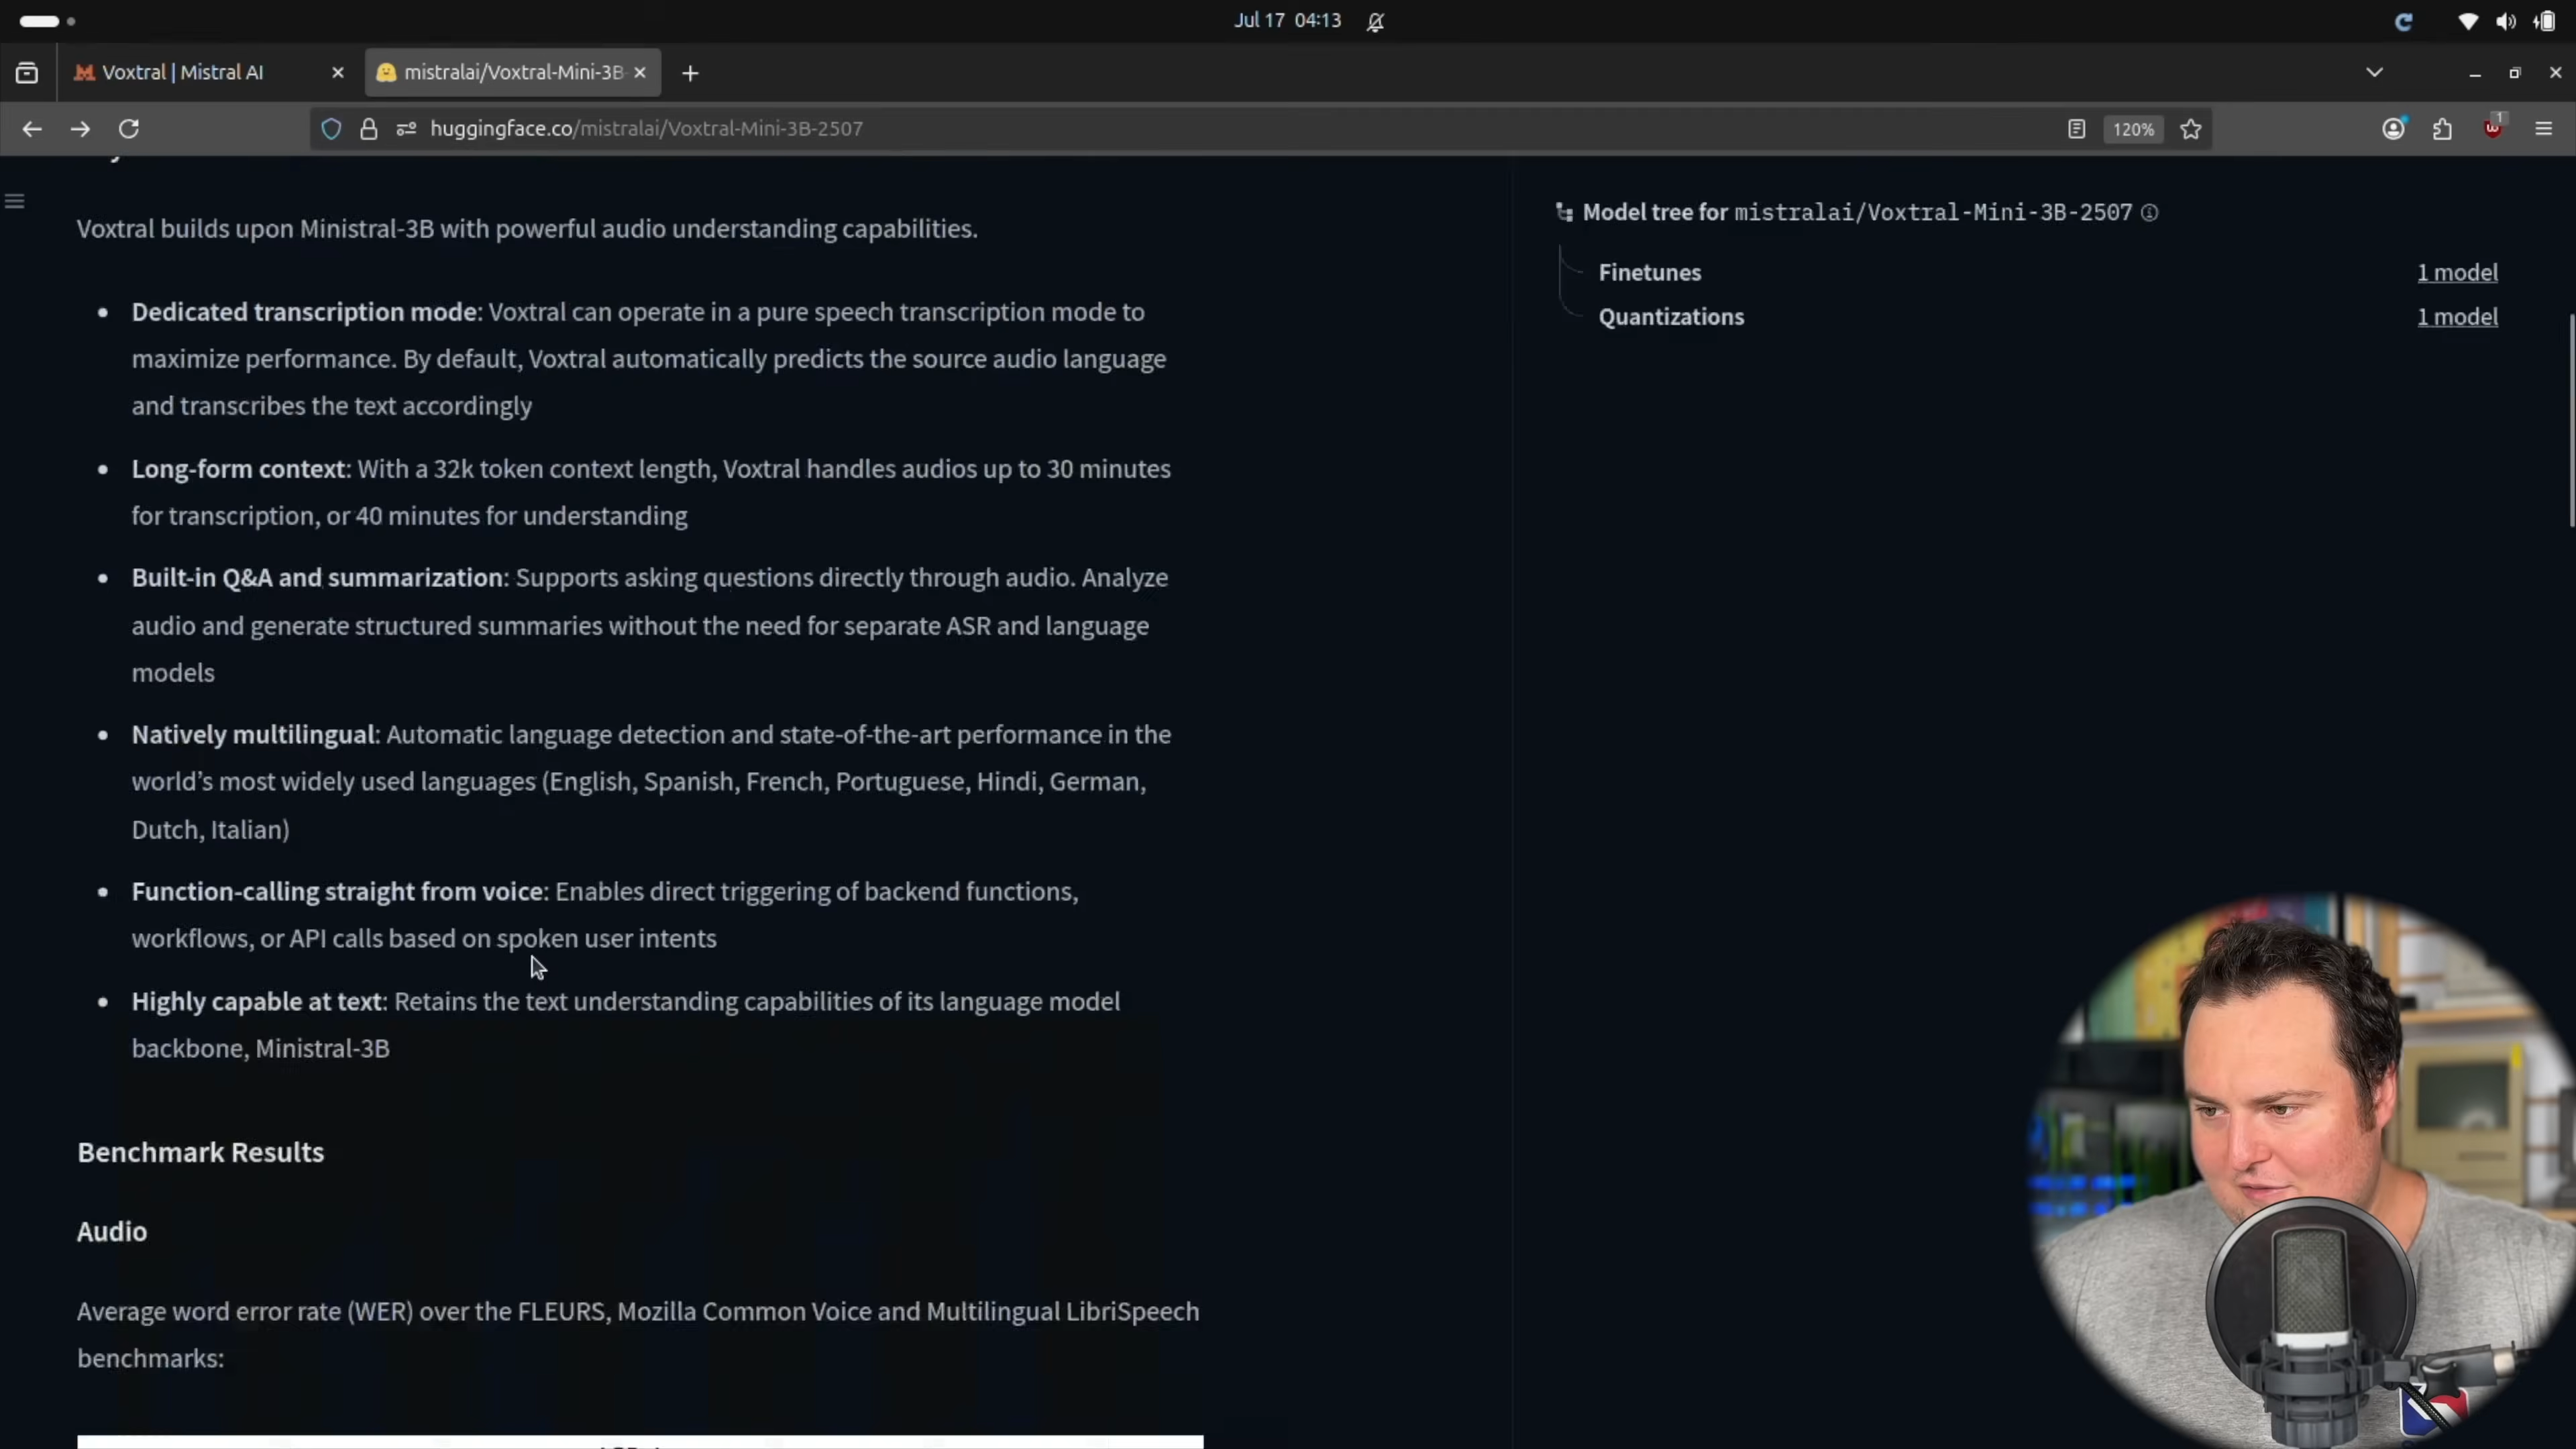 Jul 17 04:13
Voxtral | Mistral AI
mistralai/Voxtral-Mini-3B-
huggingface.co/mistralai/Voxtral-Mini-3B-2507
120%
1
Voxtral builds upon Ministral-3B with powerful audio understanding capabilities.
Dedicated transcription mode: Voxtral can operate in a pure speech transcription mode to
maximize performance. By default, Voxtral automatically predicts the source audio language
and transcribes the text accordingly
Long-form context: With a 32k token context length, Voxtral handles audios up to 30 minutes
for transcription, or 40 minutes for understanding
Built-in Q&A and summarization: Supports asking questions directly through audio. Analyze
audio and generate structured summaries without the need for separate ASR and language
models
Natively multilingual: Automatic language detection and state-of-the-art performance in the
world's most widely used languages (English, Spanish, French, Portuguese, Hindi, German,
Dutch, Italian)
Function-calling straight from voice: Enables direct triggering of backend functions,
workflows, or API calls based on spoken user intents
Highly capable at text: Retains the text understanding capabilities of its language model
backbone, Ministral-3B
Benchmark Results
Audio
Average word error rate (WER) over the FLEURS, Mozilla Common Voice and Multilingual LibriSpeech
benchmarks:
Model tree for mistralai/Voxtral-Mini-3B-2507
Finetunes 1 model
Quantizations 1 model